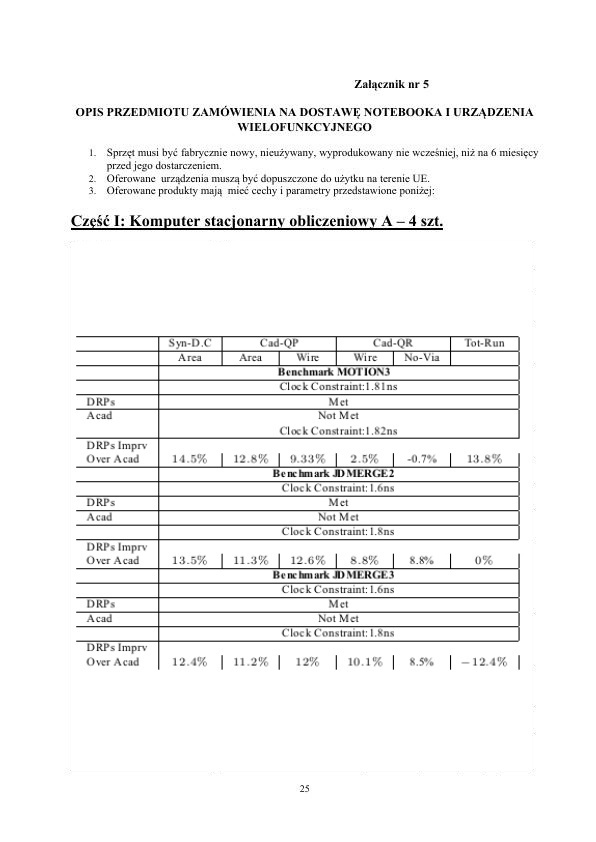 Załącznik nr 5
OPIS PRZEDMIOTU ZAMÓWIENIA NA DOSTAWĘ NOTEBOOKA I URZĄDZENIA
WIELOFUNKCYJNEGO
1. Sprzęt musi być fabrycznie nowy, nieużywany, wyprodukowany nie wcześniej, niż na 6 miesięcy
przed jego dostarczeniem.
2. Oferowane urządzenia muszą być dopuszczone do użytku na terenie UE.
3. Oferowane produkty mają mieć cechy i parametry przedstawione poniżej:
Część I: Komputer stacjonarny obliczeniowy A – 4 szt.
Syn-D.C Cad-QP Cad-QR Tot-Run
Area Area Wire Wire No-Via
Benchmark MOTION3
Clock Constraint:1.81ns
DRPs Met
Acad Not Met
Clock Constraint:1.82ns
DRPs Imprv
Over Acad 14.5% 12.8% 9.33% 2.5% -0.7% 13.8%
Benchmark JDMERGE2
Clock Constraint:1.6ns
DRPs Met
Acad Not Met
Clock Constraint:1.8ns
DRPs Imprv
Over Acad 13.5% 11.3% 12.6% 8.8% 8.8% 0%
Benchmark JDMERGE3
Clock Constraint:1.6ns
DRPs Met
Acad Not Met
Clock Constraint:1.8ns
DRPs Imprv
Over Acad 12.4% 11.2% 12% 10.1% 8.5% −12.4%
25